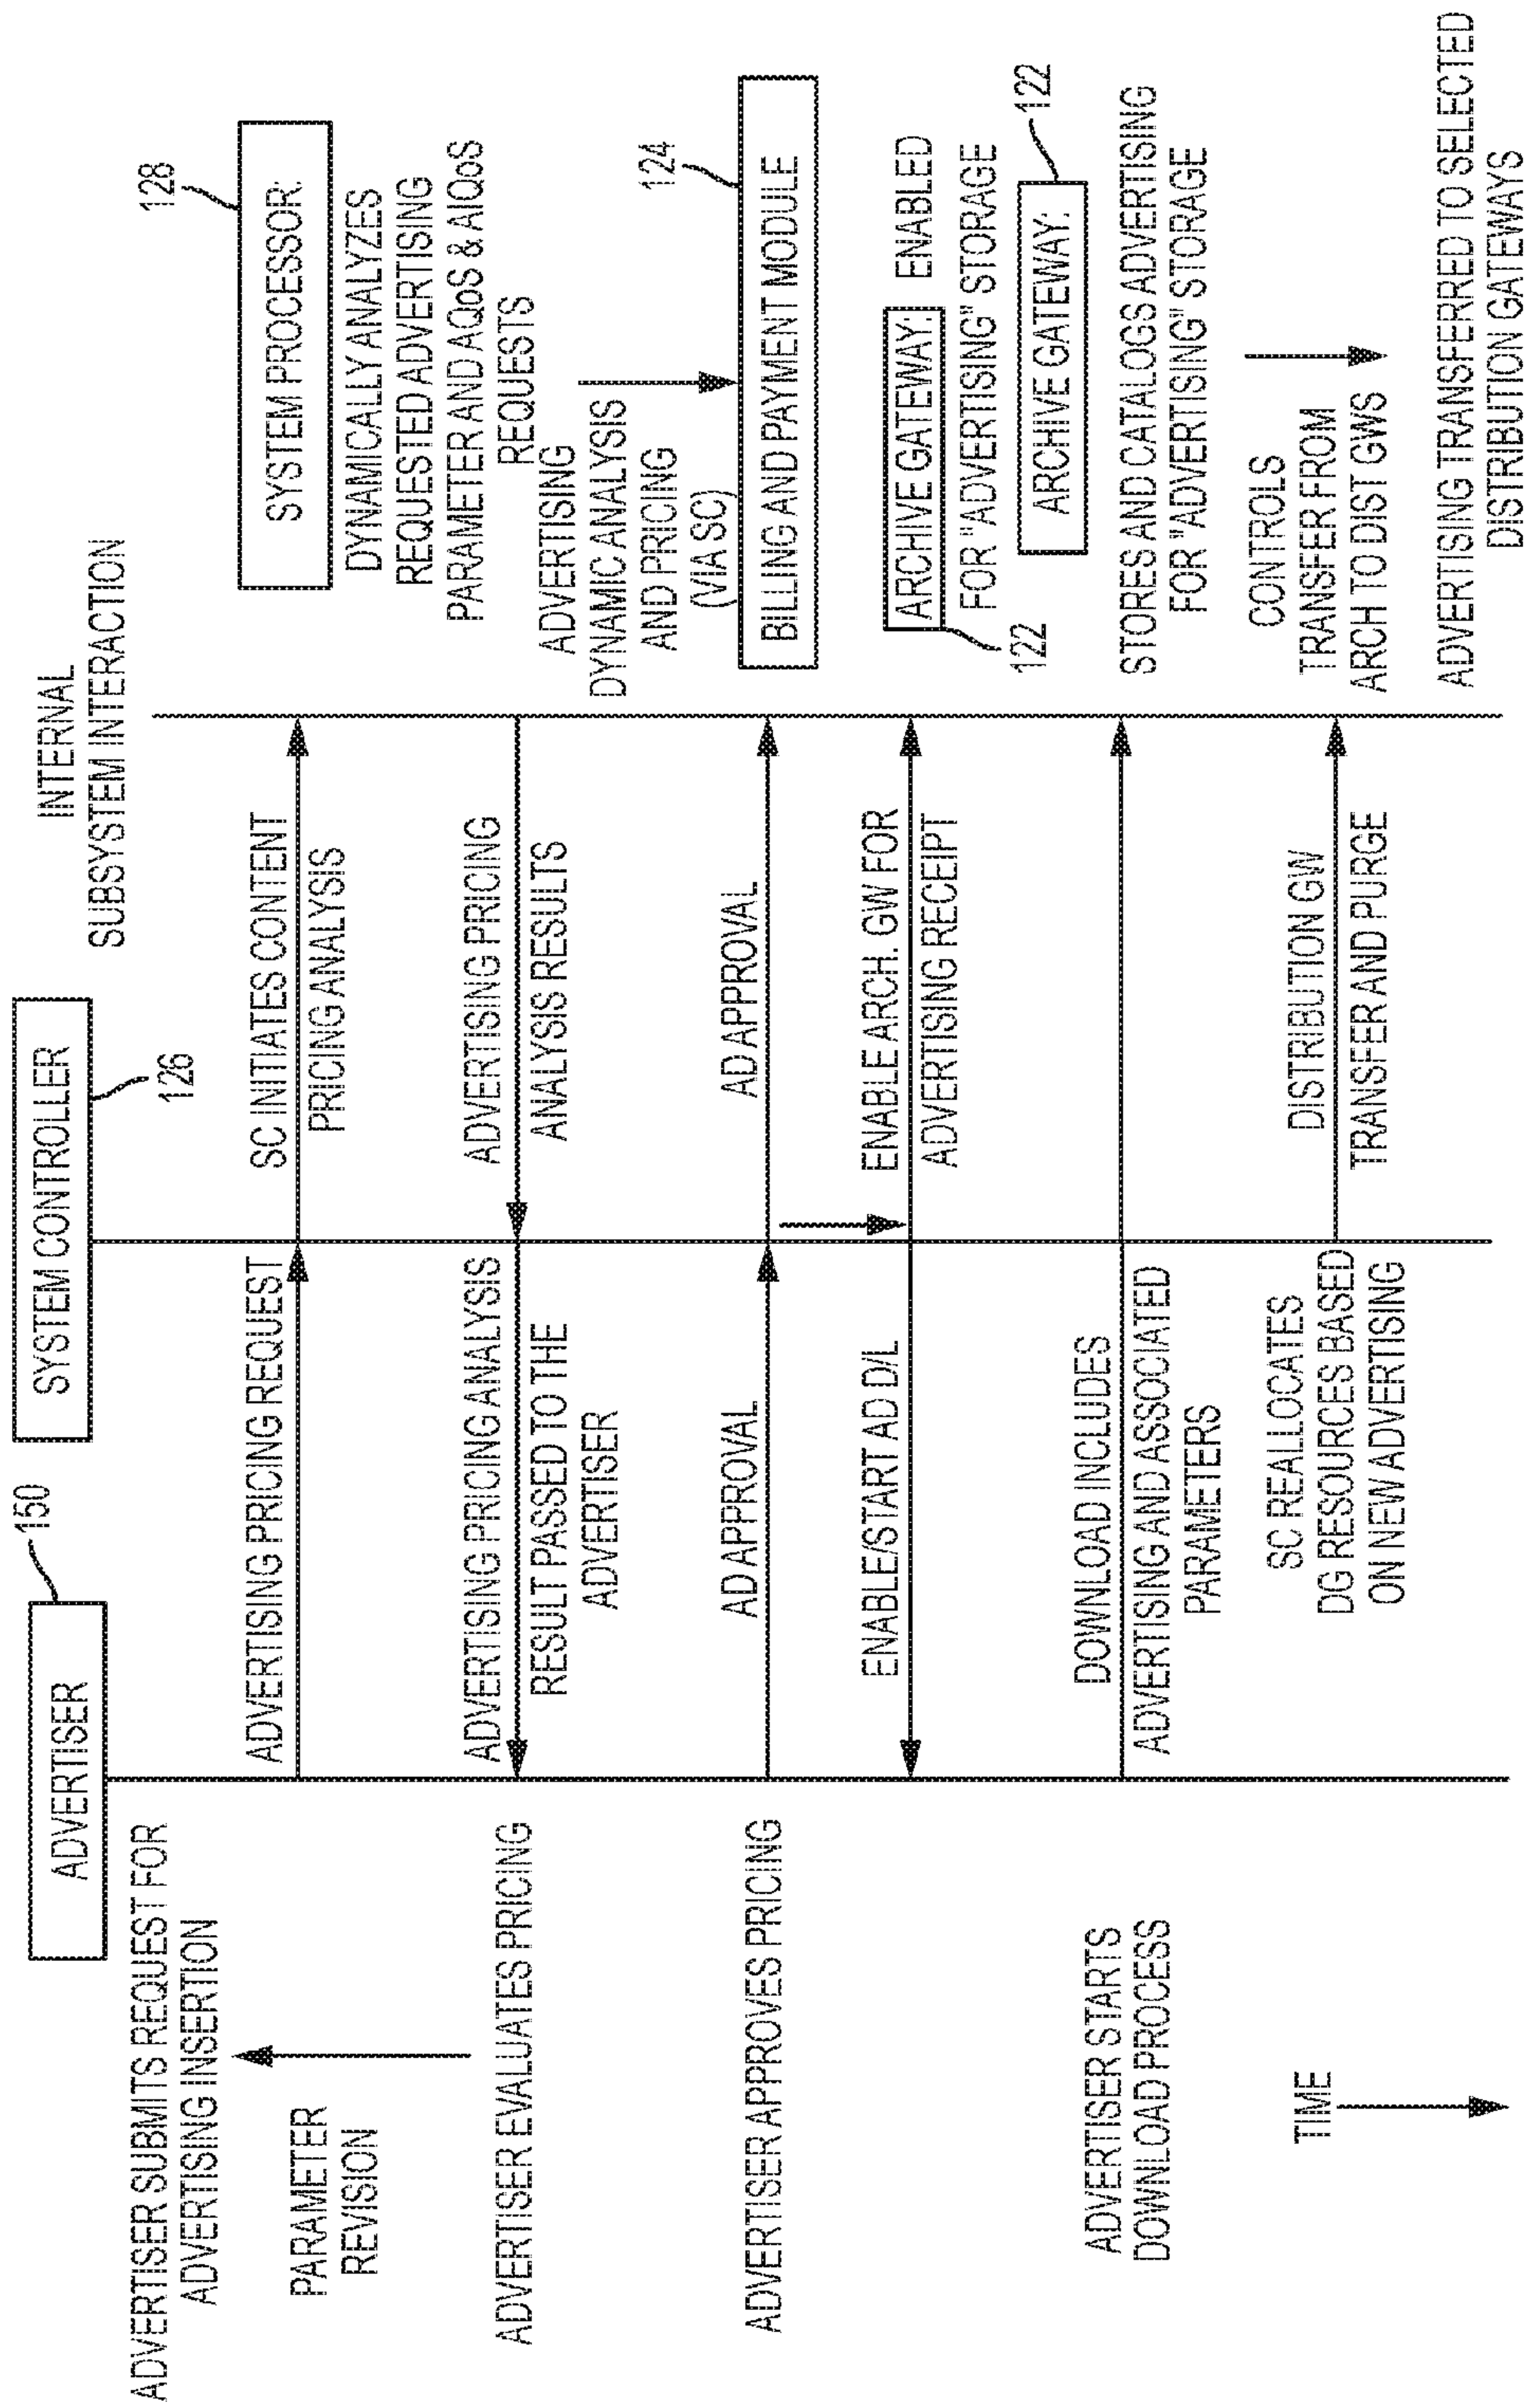 ADVERTISER
150
SYSTEM CONTROLLER
126
INTERNAL
SUBSYSTEM INTERACTION
ADVERTISER SUBMITS REQUEST FOR
ADVERTISING INSERTION
PARAMETER
REVISION
ADVERTISING PRICING REQUEST
SC INITIATES CONTENT
PRICING ANALYSIS
128
SYSTEM PROCESSOR:
DYNAMICALLY ANALYZES
REQUESTED ADVERTISING
PARAMETER AND AQoS & AIQoS
REQUESTS
ADVERTISER EVALUATES PRICING
ADVERTISING PRICING ANALYSIS
RESULT PASSED TO THE
ADVERTISER
ADVERTISING PRICING
ANALYSIS RESULTS
ADVERTISING
DYNAMIC ANALYSIS
AND PRICING
(VIA SC)
124
ADVERTISER APPROVES PRICING
AD APPROVAL
AD APPROVAL
BILLING AND PAYMENT MODULE
ENABLE/START AD D/L
ENABLE ARCH. GW FOR
ADVERTISING RECEIPT
ARCHIVE GATEWAY: ENABLED
FOR "ADVERTISING" STORAGE
122
ARCHIVE GATEWAY:
122
ADVERTISER STARTS
DOWNLOAD PROCESS
DOWNLOAD INCLUDES
ADVERTISING AND ASSOCIATED
PARAMETERS
STORES AND CATALOGS ADVERTISING
FOR "ADVERTISING" STORAGE
TIME
SC REALLOCATES
DG RESOURCES BASED
ON NEW ADVERTISING
DISTRIBUTION GW
TRANSFER AND PURGE
CONTROLS
TRANSFER FROM
ARCH TO DIST GWS
ADVERTISING TRANSFERRED TO SELECTED
DISTRIBUTION GATEWAYS